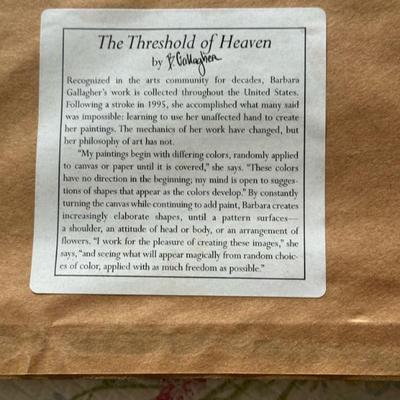 The Threshold of Heaven
by B. Gallagher
Recognized in the arts community for decades, Barbara
Gallagher's work is collected throughout the United States.
Following a stroke in 1995, she accomplished what many said
was impossible: learning to use her unaffected hand to create
her paintings. The mechanics of her work have changed, but
her philosophy of art has not.
"My paintings begin with differing colors, randomly applied
to canvas or paper until it is covered," she says. "These colors
have no direction in the beginning; my mind is open to sugges-
tions of shapes that appear as the colors develop." By constantly
turning the canvas while continuing to add paint, Barbara creates
increasingly elaborate shapes, until a pattern surfaces—
a shoulder, an attitude of head or body, or an arrangement of
flowers. "I work for the pleasure of creating these images," she
says, "and seeing what will appear magically from random choic-
es of color, applied with as much freedom as possible."